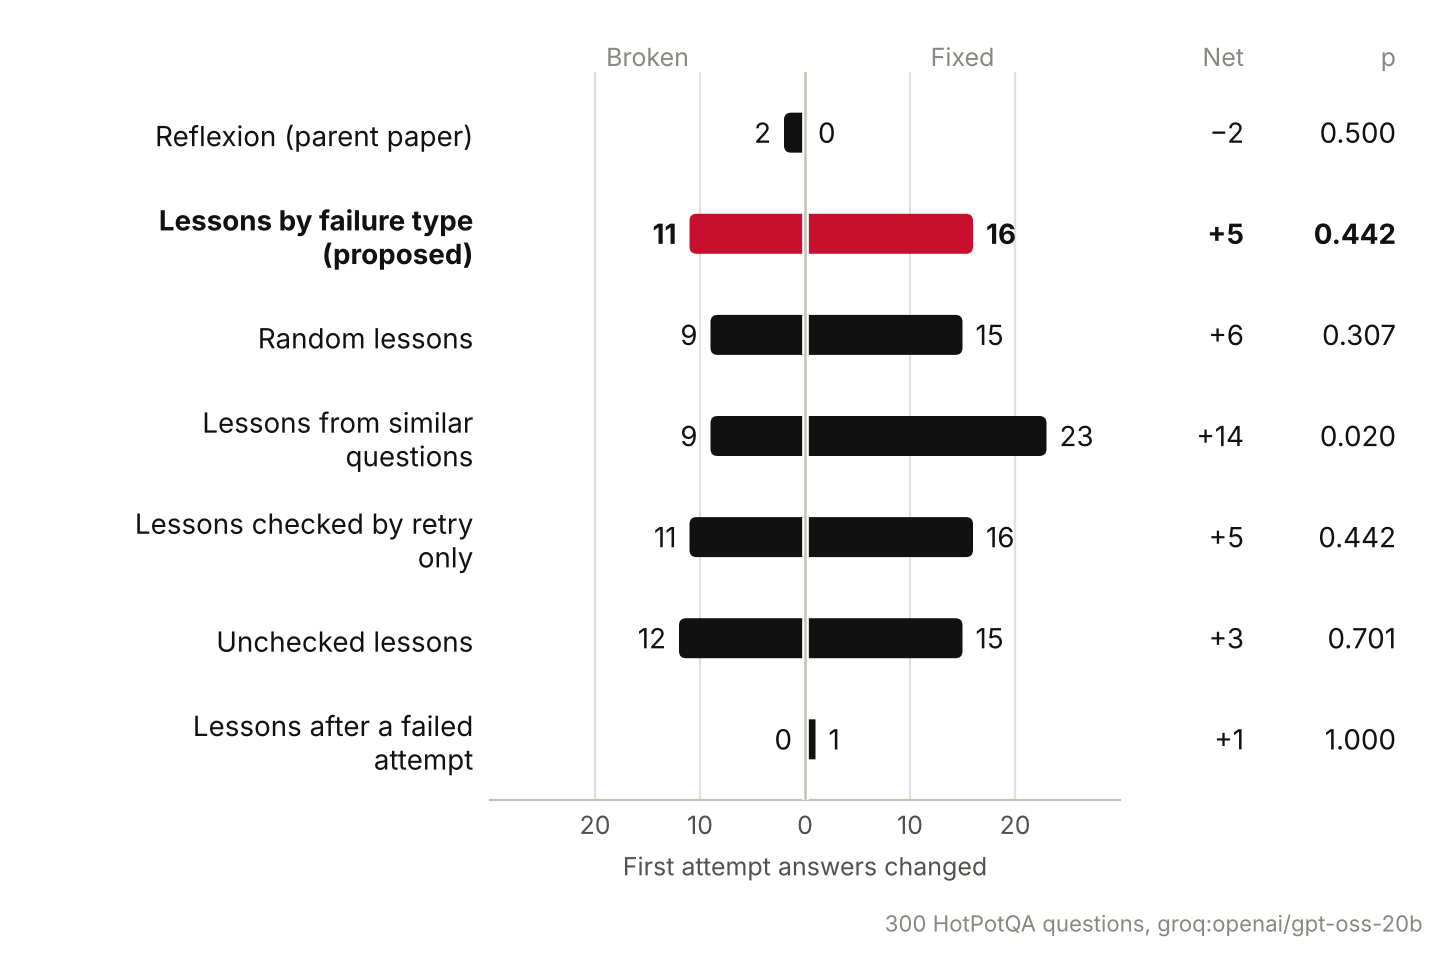 Broken Fixed Net p
Reflexion (parent paper) 2 0 −2 0.500
Lessons by failure type
(proposed) 11 16 +5 0.442
Random lessons 9 15 +6 0.307
Lessons from similar
questions 9 23 +14 0.020
Lessons checked by retry
only 11 16 +5 0.442
Unchecked lessons 12 15 +3 0.701
Lessons after a failed
attempt 0 1 +1 1.000
20 10 0 10 20
First attempt answers changed
300 HotPotQA questions, groq:openai/gpt-oss-20b